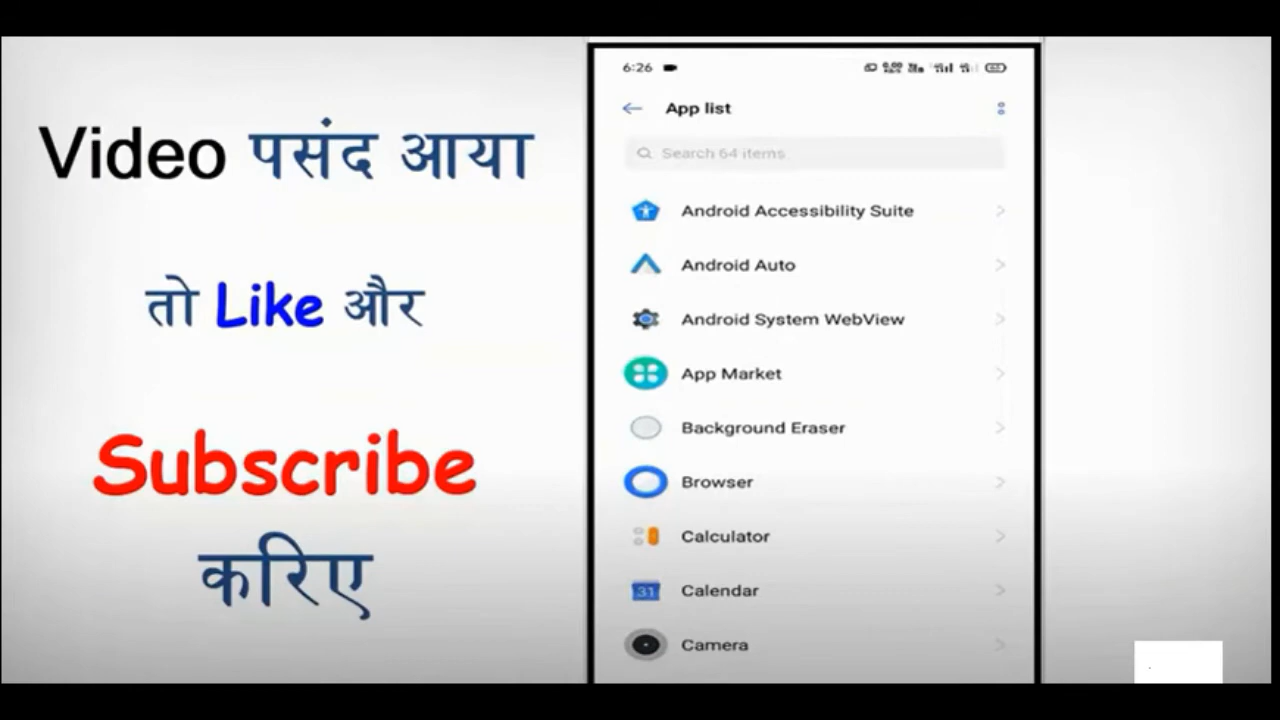 Video पसंद आया
तो Like और
Subscribe
करिए
6:26
App list
Search 64 items
Android Accessibility Suite
Android Auto
Android System WebView
App Market
Background Eraser
Browser
Calculator
31 Calendar
Camera